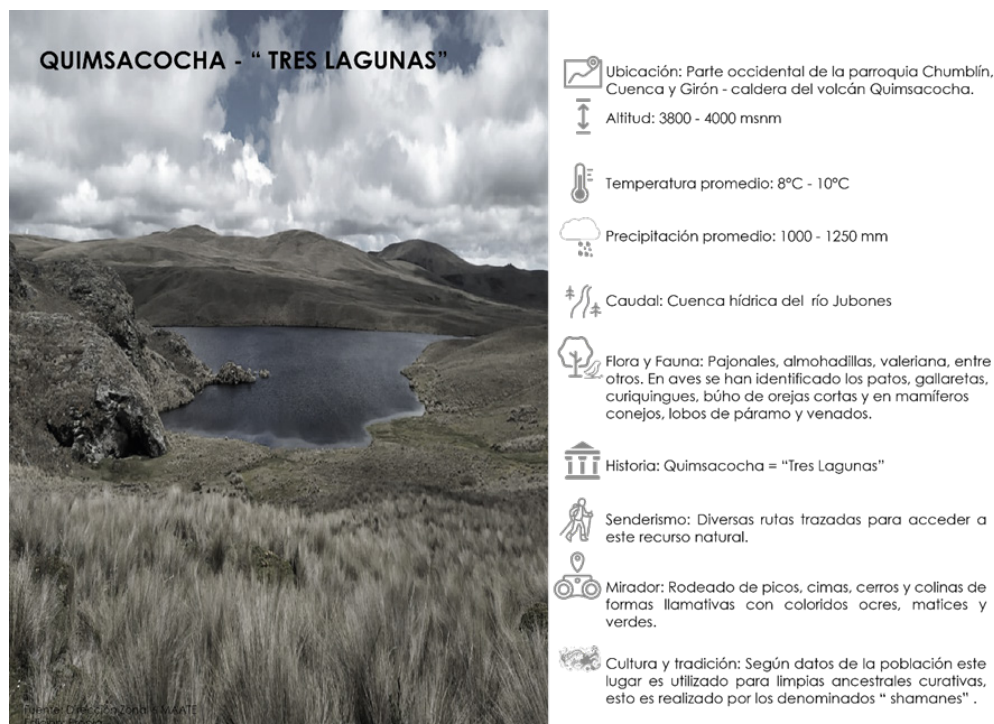 QUIMSACOCHA - “ TRES LAGUNAS”
Ubicación: Parte occidental de la parroquia Chumblín,
Cuenca y Girón - caldera del volcán Quimsacocha.
Altitud: 3800 - 4000 msnm
Temperatura promedio: 8°C - 10°C
Precipitación promedio: 1000 - 1250 mm
Caudal: Cuenca hídrica del río Jubones
Flora y Fauna: Pajonales, almohadillas, valeriana, entre
otros. En aves se han identificado los patos, gallaretas,
curiquingues, búho de orejas cortas y en mamíferos
conejos, lobos de páramo y venados.
Historia: Quimsacocha = “Tres Lagunas”
Senderismo: Diversas rutas trazadas para acceder a
este recurso natural.
Mirador: Rodeado de picos, cimas, cerros y colinas de
formas llamativas con coloridos ocres, matices y
verdes.
Cultura y tradición: Según datos de la población este
lugar es utilizado para limpias ancestrales curativas,
esto es realizado por los denominados “ shamanes” .
Fuente: Dirección Zonal MAATE